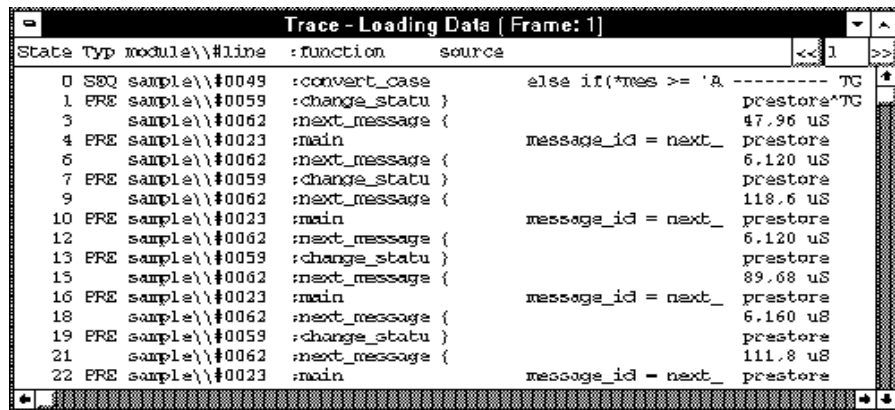 Trace - Loading Data [ Frame: 1]
State Typ module\\#line :function source << 1 >>
0 SEQ sample\\#0049 :convert_case else if(*mes >= 'A --------- TG
1 PRE sample\\#0059 :change_statu } prestore^TG
3 sample\\#0062 :next_message { 47.96 uS
4 PRE sample\\#0023 :main message_id = next_ prestore
6 sample\\#0062 :next_message { 6.120 uS
7 PRE sample\\#0059 :change_statu } prestore
9 sample\\#0062 :next_message { 118.6 uS
10 PRE sample\\#0023 :main message_id = next_ prestore
12 sample\\#0062 :next_message { 6.120 uS
13 PRE sample\\#0059 :change_statu } prestore
15 sample\\#0062 :next_message { 89.68 uS
16 PRE sample\\#0023 :main message_id = next_ prestore
18 sample\\#0062 :next_message { 6.160 uS
19 PRE sample\\#0059 :change_statu } prestore
21 sample\\#0062 :next_message { 111.8 uS
22 PRE sample\\#0023 :main message_id = next_ prestore